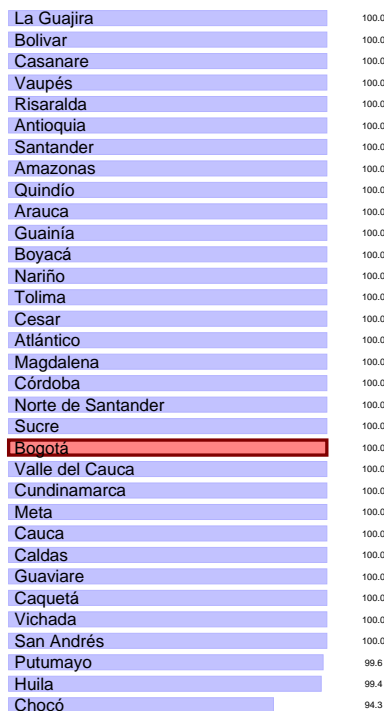 La Guajira 100.0
Bolivar 100.0
Casanare 100.0
Vaupés 100.0
Risaralda 100.0
Antioquia 100.0
Santander 100.0
Amazonas 100.0
Quindío 100.0
Arauca 100.0
Guainía 100.0
Boyacá 100.0
Nariño 100.0
Tolima 100.0
Cesar 100.0
Atlántico 100.0
Magdalena 100.0
Córdoba 100.0
Norte de Santander 100.0
Sucre 100.0
Bogotá 100.0
Valle del Cauca 100.0
Cundinamarca 100.0
Meta 100.0
Cauca 100.0
Caldas 100.0
Guaviare 100.0
Caquetá 100.0
Vichada 100.0
San Andrés 100.0
Putumayo 99.6
Huila 99.4
Chocó 94.3